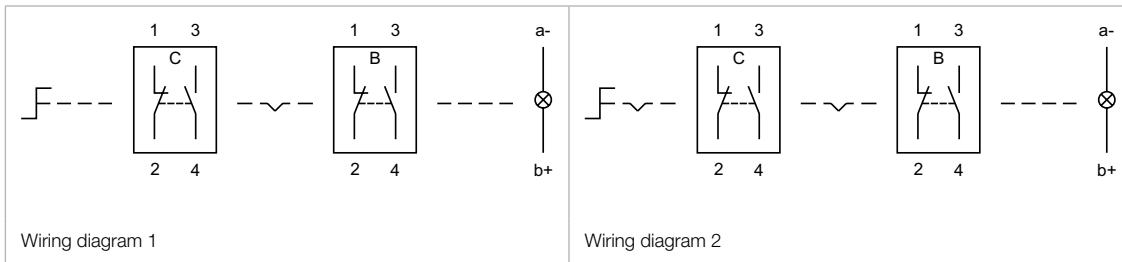 1 3 1 3 a-
C B
2 4 2 4 b+
Wiring diagram 1
1 3 1 3 a-
C B
2 4 2 4 b+
Wiring diagram 2